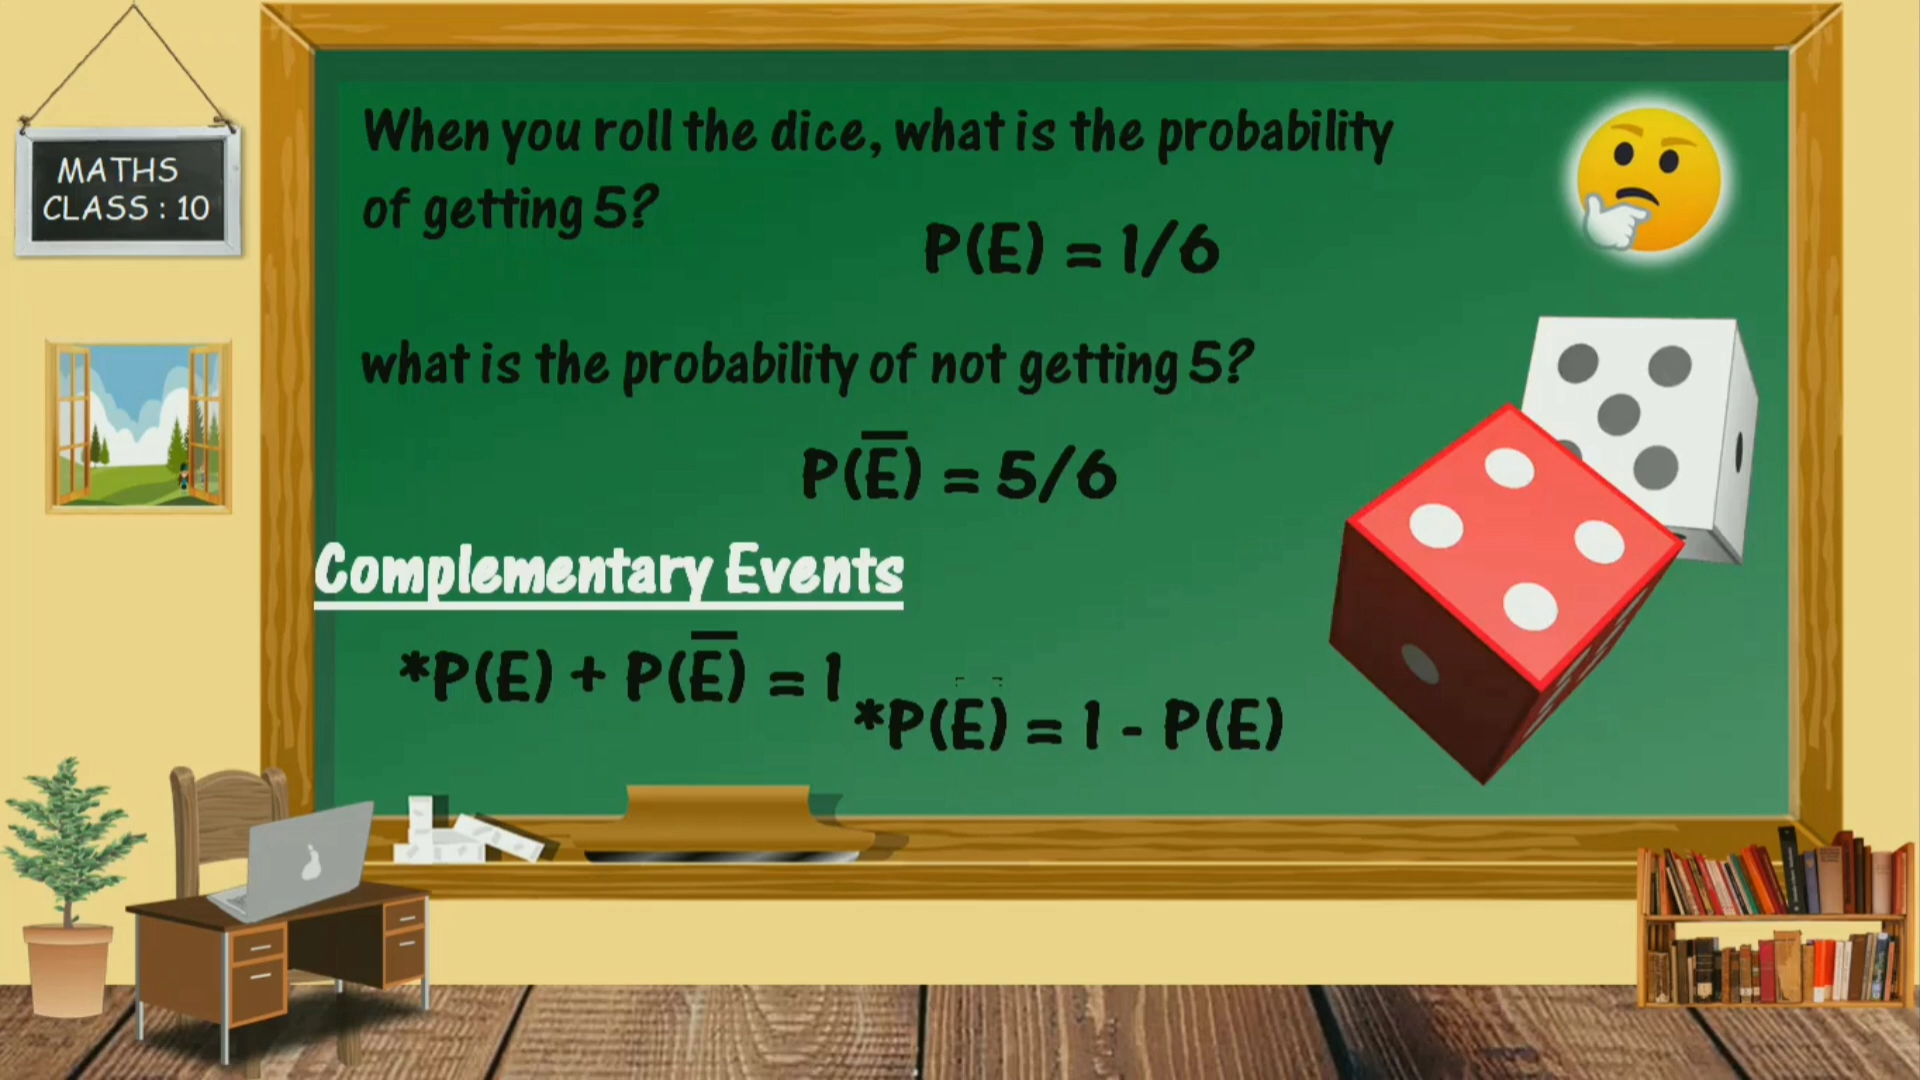 MATHS
CLASS : 10
When you roll the dice, what is the probability
of getting 5?
P(E) = 1/6
what is the probability of not getting 5?
P(E̅) = 5/6
Complementary Events
*P(E) + P(E̅) = 1
*P(E) = 1 - P(E)